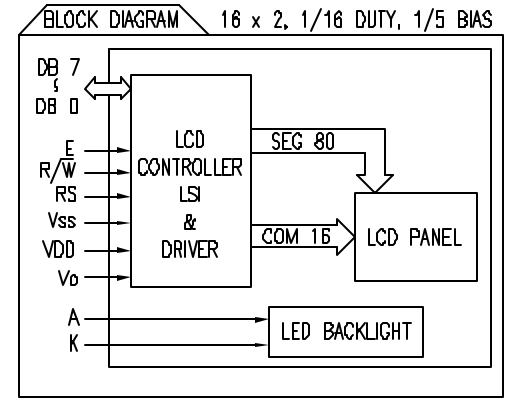 BLOCK DIAGRAM 16 x 2, 1/16 DUTY, 1/5 BIAS
DB 7
DB 0
E
R/W̅
RS
Vss
VDD
Vo
A
K
LCD
CONTROLLER
LSI
&
DRIVER
SEG 80
COM 16
LCD PANEL
LED BACKLIGHT